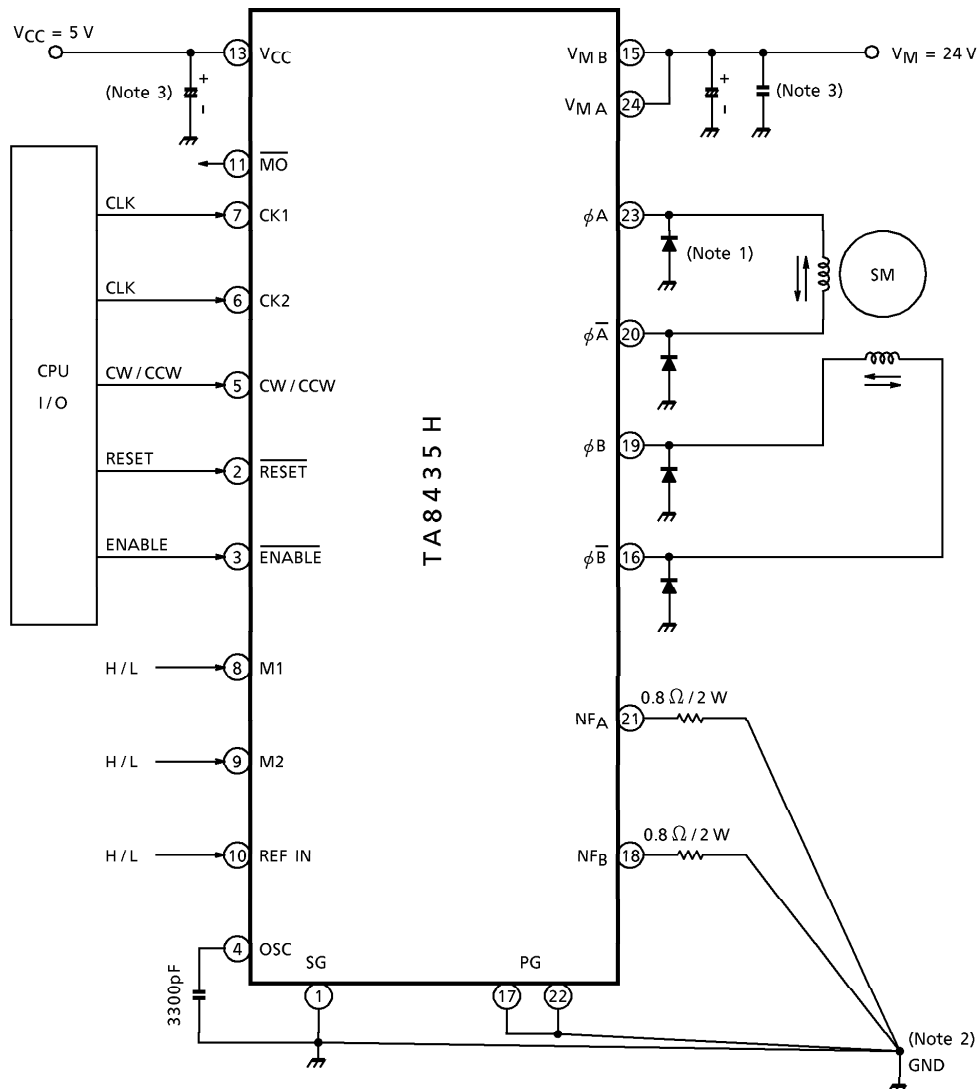 VCC = 5 V
13
VCC
(Note 3)
+
-
11
MO
CPU
I/O
CLK
7
CK1
CLK
6
CK2
CW/CCW
5
CW/CCW
RESET
2
RESET
ENABLE
3
ENABLE
H/L
8
M1
H/L
9
M2
H/L
10
REF IN
4
OSC
3300pF
SG
1
PG
17
22
TA8435H
VM B
15
VM = 24 V
VM A
24
+
-
(Note 3)
φA
23
(Note 1)
SM
φA̅
20
φB
19
φB̅
16
NFA
21
0.8 Ω/2 W
NFB
18
0.8 Ω/2 W
(Note 2)
GND